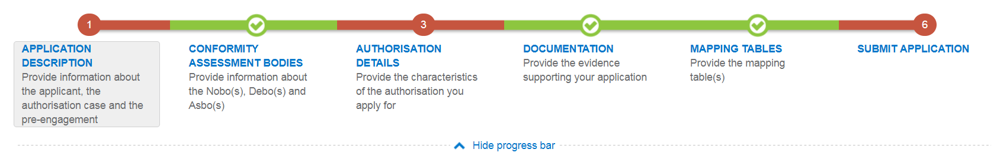 1
3
6
APPLICATION
DESCRIPTION
Provide information about
the applicant, the
authorisation case and the
pre-engagement
CONFORMITY
ASSESSMENT BODIES
Provide information about
the Nobo(s), Debo(s) and
Asbo(s)
AUTHORISATION
DETAILS
Provide the characteristics
of the authorisation you
apply for
DOCUMENTATION
Provide the evidence
supporting your application
MAPPING TABLES
Provide the mapping
table(s)
SUBMIT APPLICATION
Hide progress bar